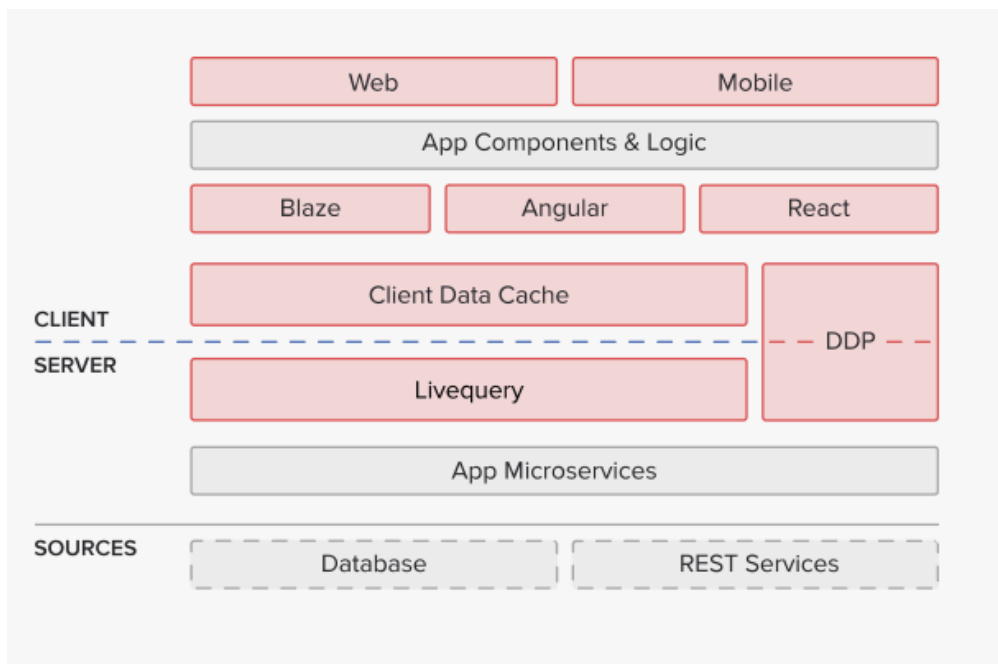 Web
Mobile
App Components & Logic
Blaze
Angular
React
Client Data Cache
CLIENT
DDP
SERVER
Livequery
App Microservices
SOURCES
Database
REST Services